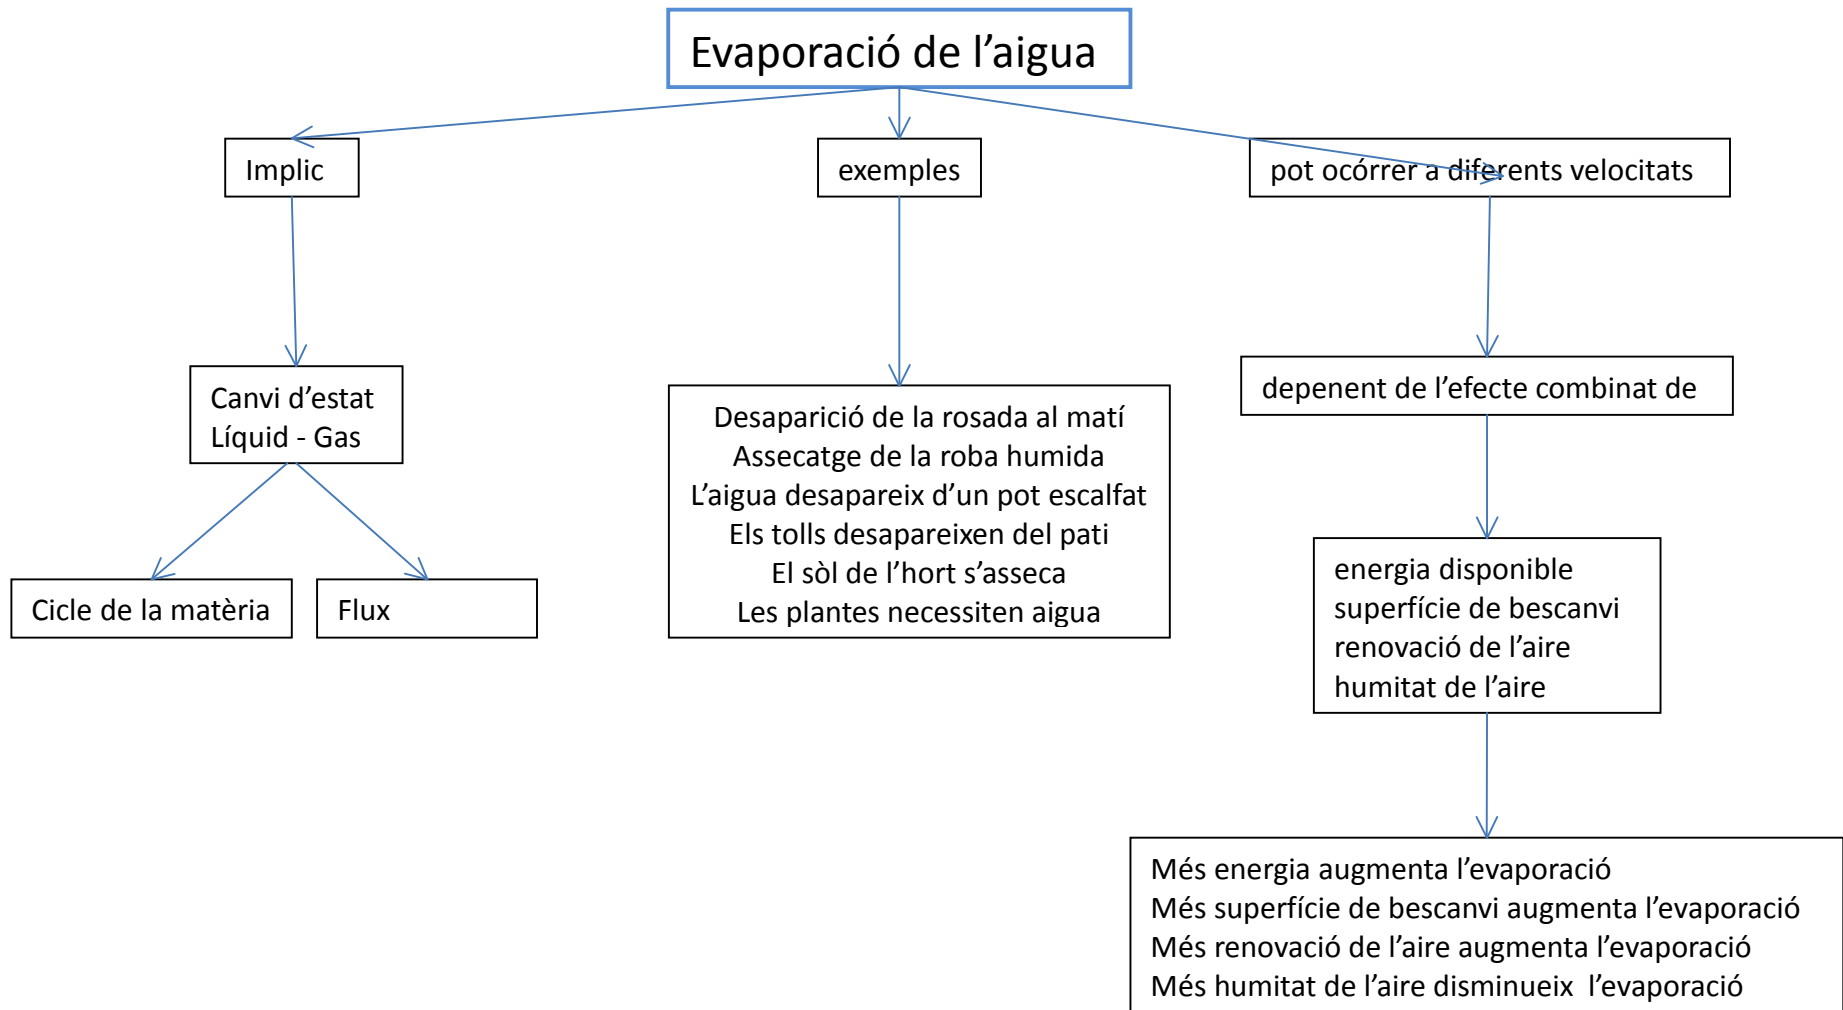 Evaporació de l’aigua
Implic
exemples
pot ocórrer a diferents velocitats
Canvi d’estat
Líquid - Gas
depenent de l’efecte combinat de
Desaparició de la rosada al matí
Assecatge de la roba humida
L’aigua desapareix d’un pot escalfat
Els tolls desapareixen del pati
El sòl de l’hort s’asseca
Les plantes necessiten aigua
Cicle de la matèria
Flux
energia disponible
superfície de bescanvi
renovació de l’aire
humitat de l’aire
Més energia augmenta l’evaporació
Més superfície de bescanvi augmenta l’evaporació
Més renovació de l’aire augmenta l’evaporació
Més humitat de l’aire disminueix  l’evaporació